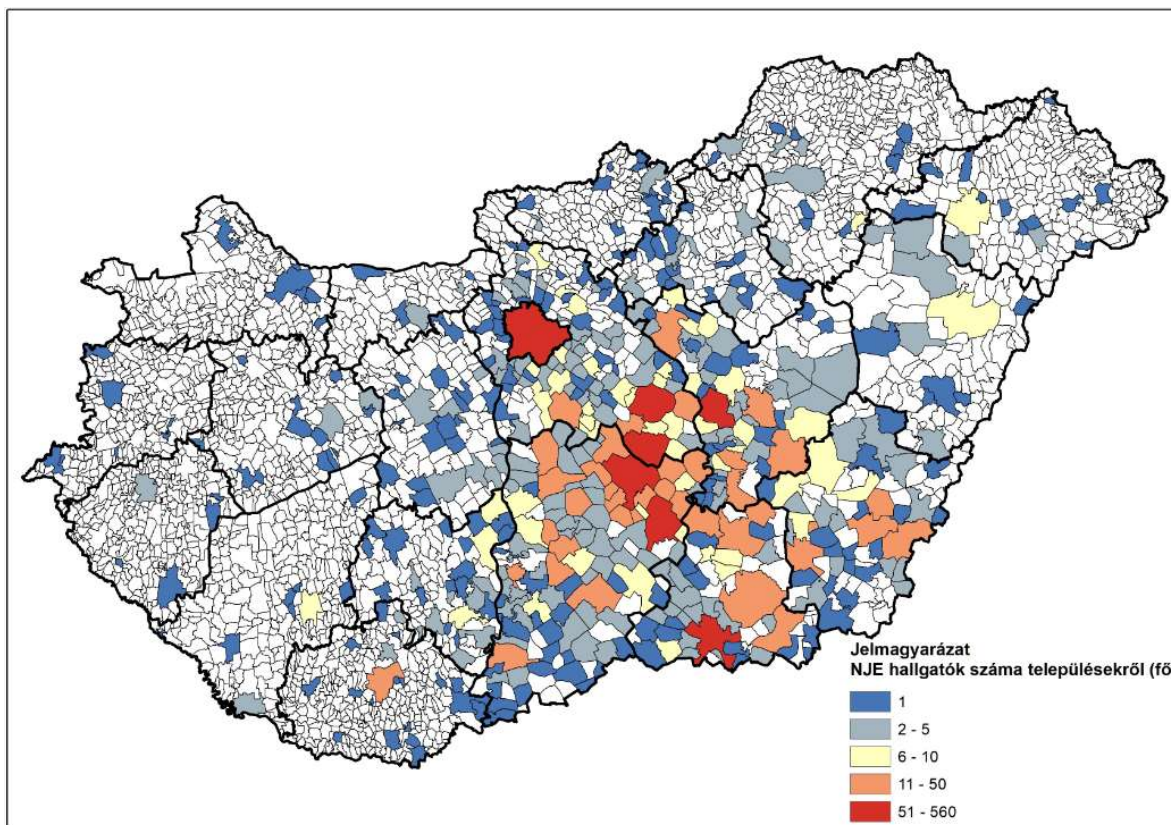 Jelmagyarázat
NJE hallgatók száma településekről (fő
1
2 - 5
6 - 10
11 - 50
51 - 560